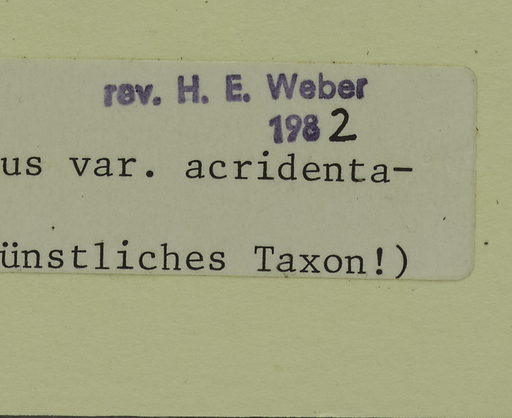 rev. H. E. Weber
1982
us var. acridenta-
ünstliches Taxon!)